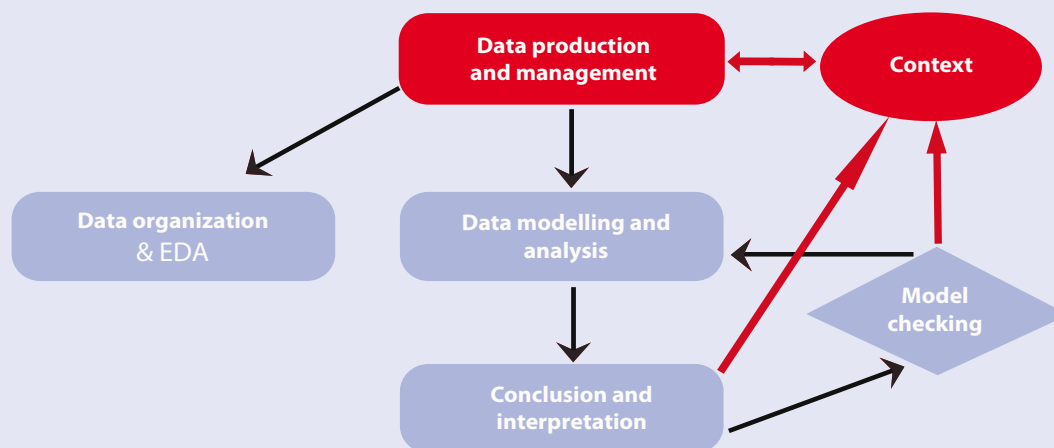 Data production
and management
Context
Data organization
& EDA
Data modelling and
analysis
Model
checking
Conclusion and
interpretation